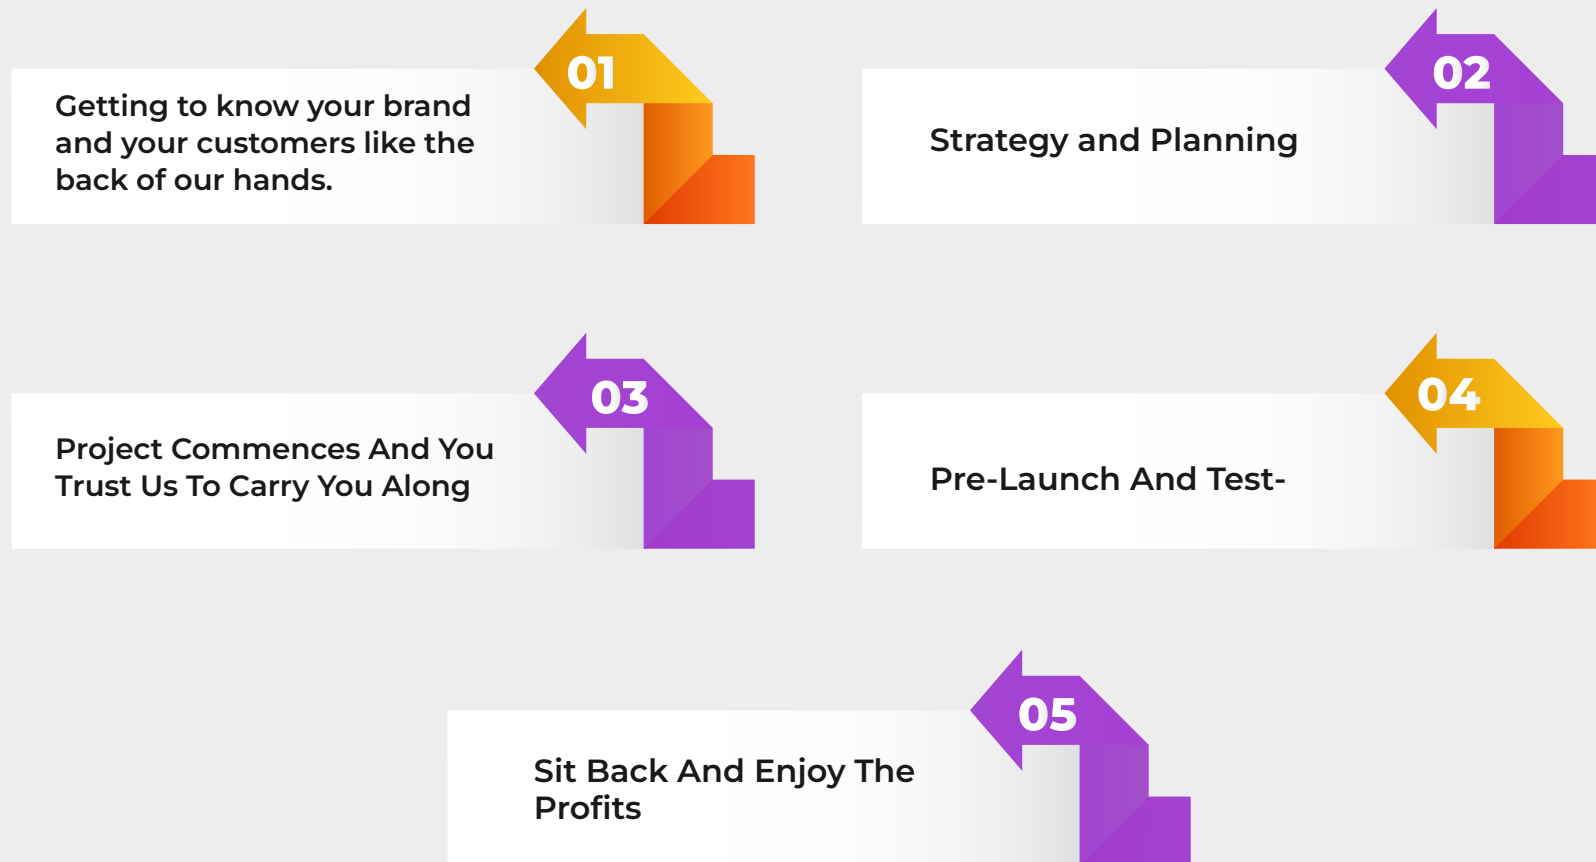 01
Getting to know your brand
and your customers like the
back of our hands.
02
Strategy and Planning
03
Project Commences And You
Trust Us To Carry You Along
04
Pre-Launch And Test-
05
Sit Back And Enjoy The
Profits